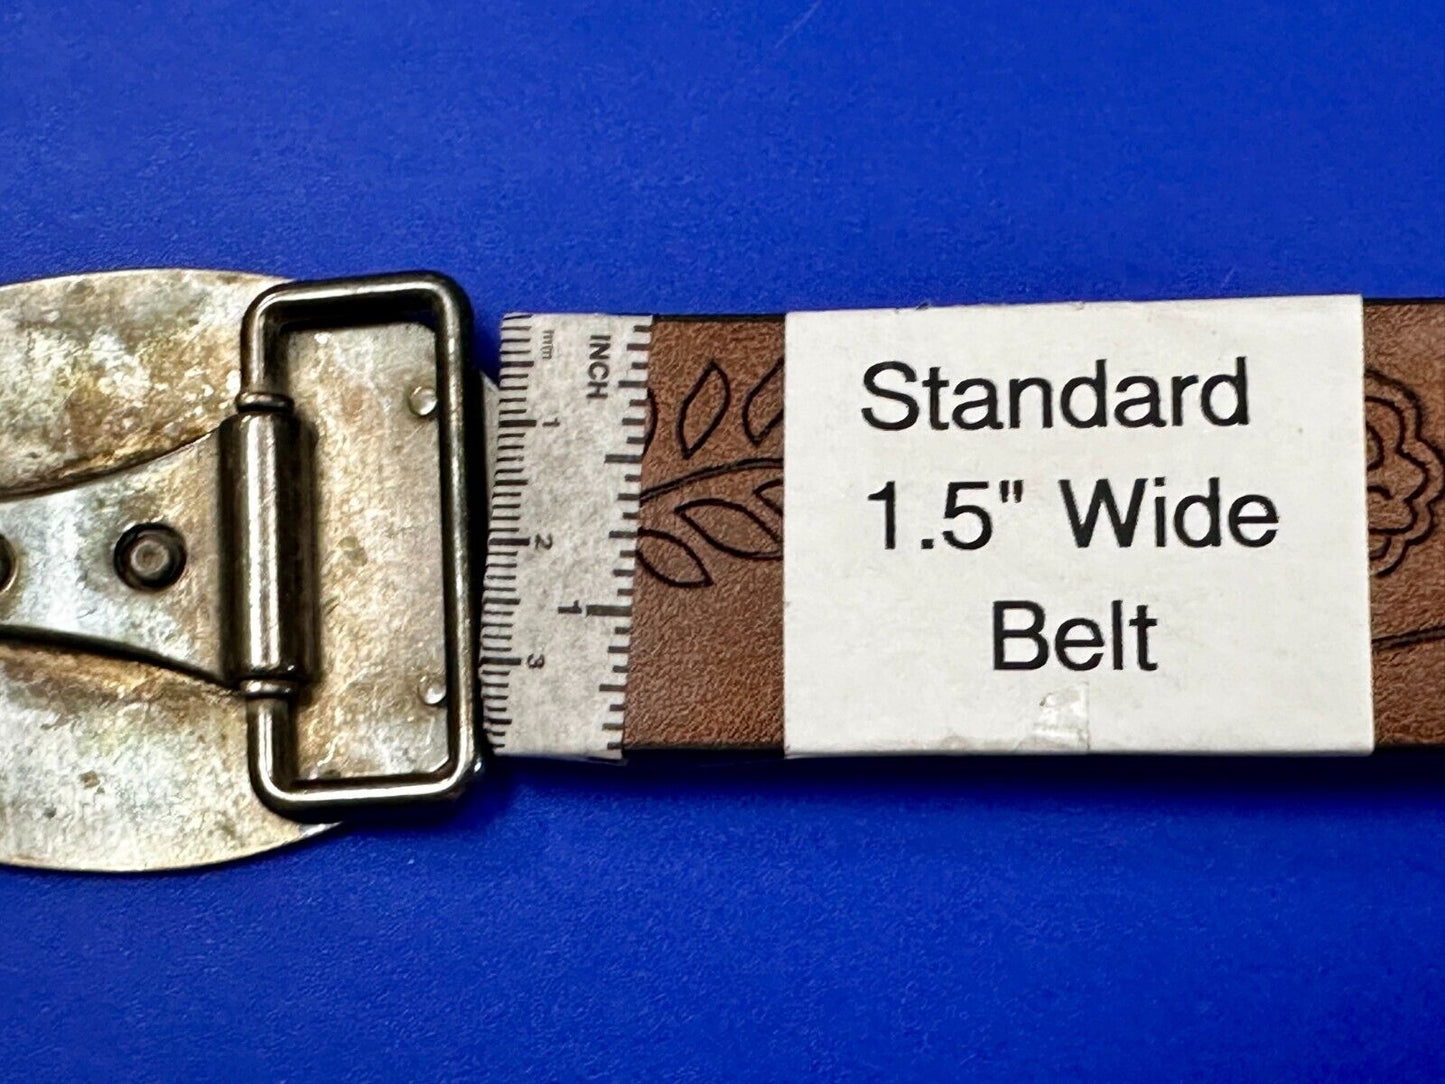 Standard
1.5" Wide
Belt
INCH
1
mm
1
2
3